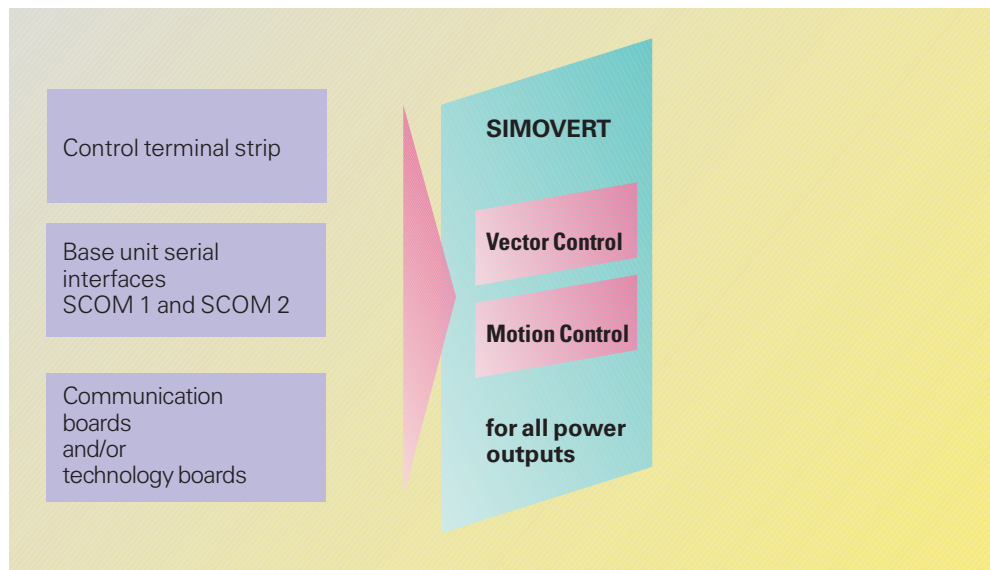 Control terminal strip
Base unit serial
interfaces
SCOM 1 and SCOM 2
Communication
boards
and/or
technology boards
SIMOVERT
Vector Control
Motion Control
for all power
outputs